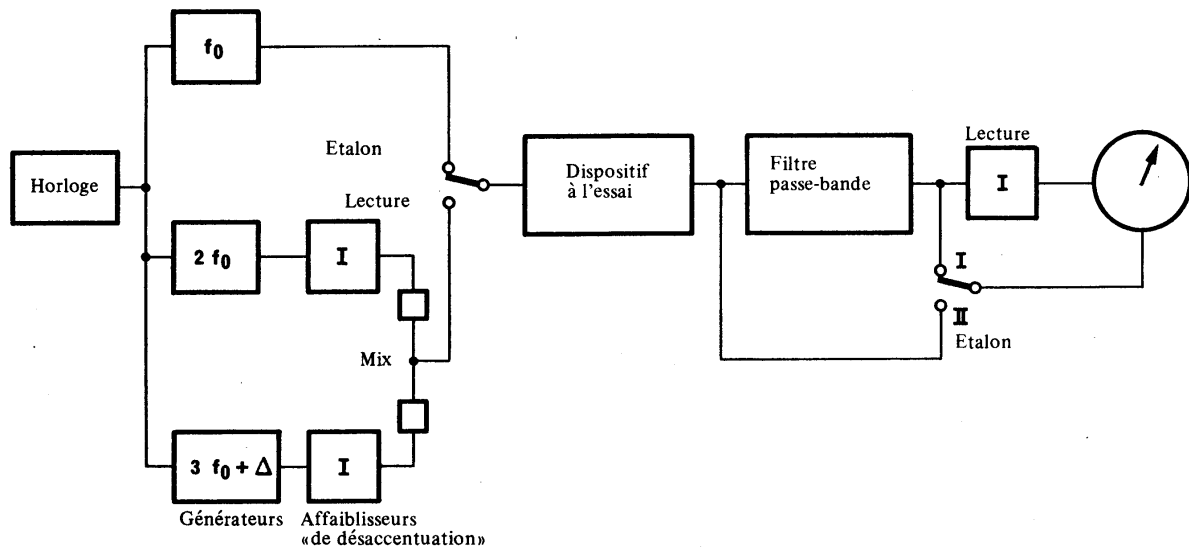 f₀
Etalon
Lecture
Horloge
Dispositif
à l'essai
Filtre
passe-bande
Lecture
I
2 f₀
I
I
II
Etalon
Mix
3 f₀ + Δ
I
Générateurs
Affaiblisseurs
«de désaccentuation»